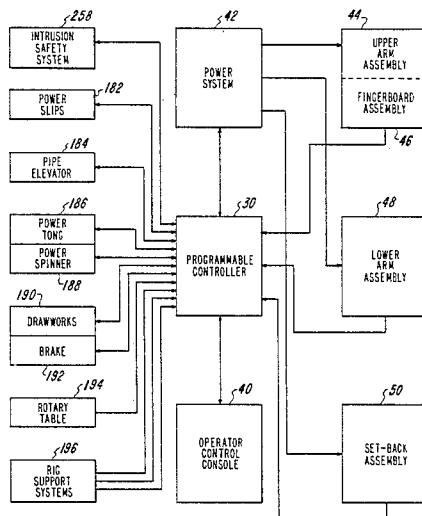 258
INTRUSION
SAFETY
SYSTEM
182
POWER
SLIPS
184
PIPE
ELEVATOR
186
POWER
TONG
POWER
SPINNER
188
190
DRAWWORKS
BRAKE
192
194
ROTARY
TABLE
196
RIG
SUPPORT
SYSTEMS
42
POWER
SYSTEM
30
PROGRAMMABLE
CONTROLLER
40
OPERATOR
CONTROL
CONSOLE
44
UPPER
ARM
ASSEMBLY
FINGERBOARD
ASSEMBLY
46
48
LOWER
ARM
ASSEMBLY
50
SET-BACK
ASSEMBLY